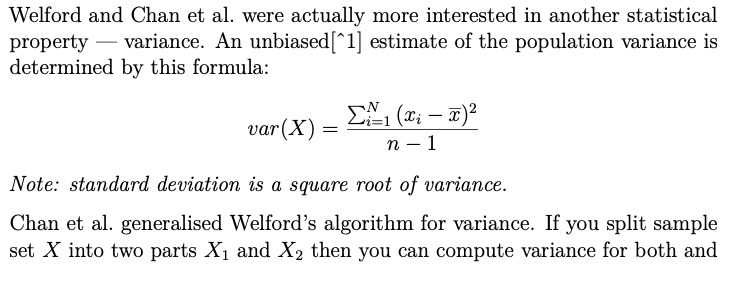 Welford and Chan et al. were actually more interested in another statistical
property — variance. An unbiased[^1] estimate of the population variance is
determined by this formula:
var(X) = \frac{\sum_{i=1}^{N} (x_i - \overline{x})^2}{n - 1}
Note: standard deviation is a square root of variance.
Chan et al. generalised Welford's algorithm for variance. If you split sample
set X into two parts X₁ and X₂ then you can compute variance for both and